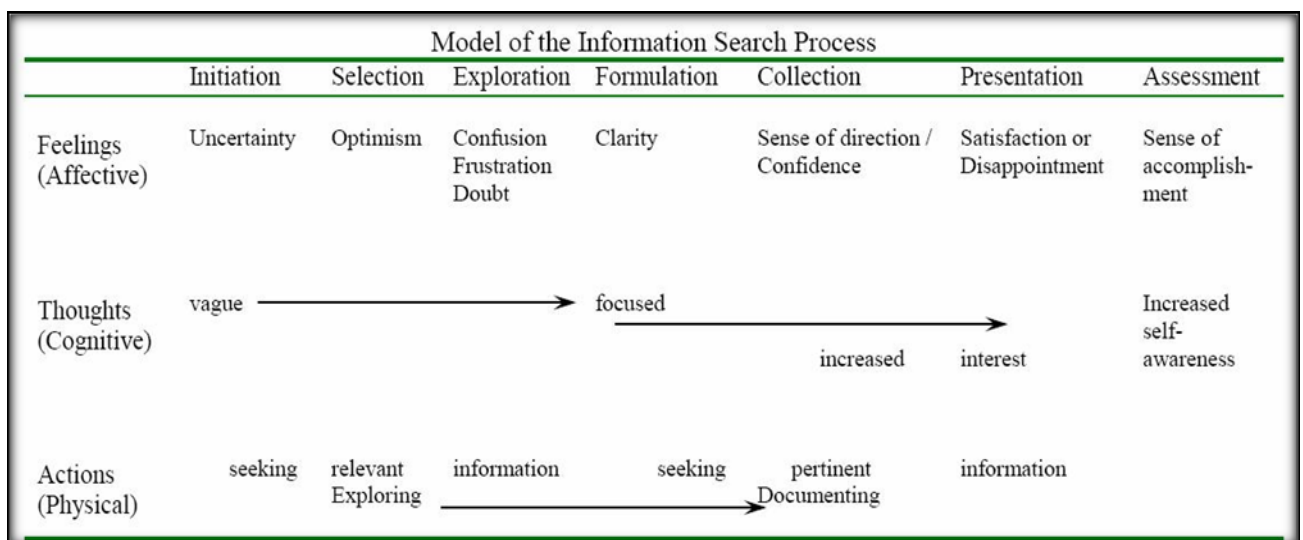 Model of the Information Search Process
Initiation Selection Exploration Formulation Collection Presentation Assessment
Feelings (Affective) Uncertainty Optimism Confusion Frustration Doubt Clarity Sense of direction / Confidence Satisfaction or Disappointment Sense of accomplish-ment
Thoughts (Cognitive) vague focused increased interest Increased self-awareness
Actions (Physical) seeking relevant information seeking pertinent information
Exploring Documenting